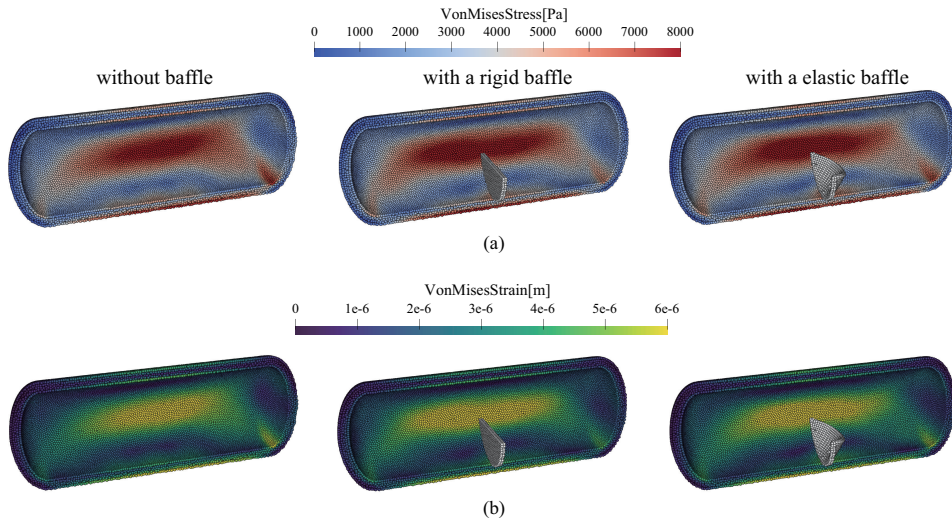 VonMisesStress[Pa]
0 1000 2000 3000 4000 5000 6000 7000 8000
without baffle with a rigid baffle with a elastic baffle
(a)
VonMisesStrain[m]
0 1e-6 2e-6 3e-6 4e-6 5e-6 6e-6
(b)